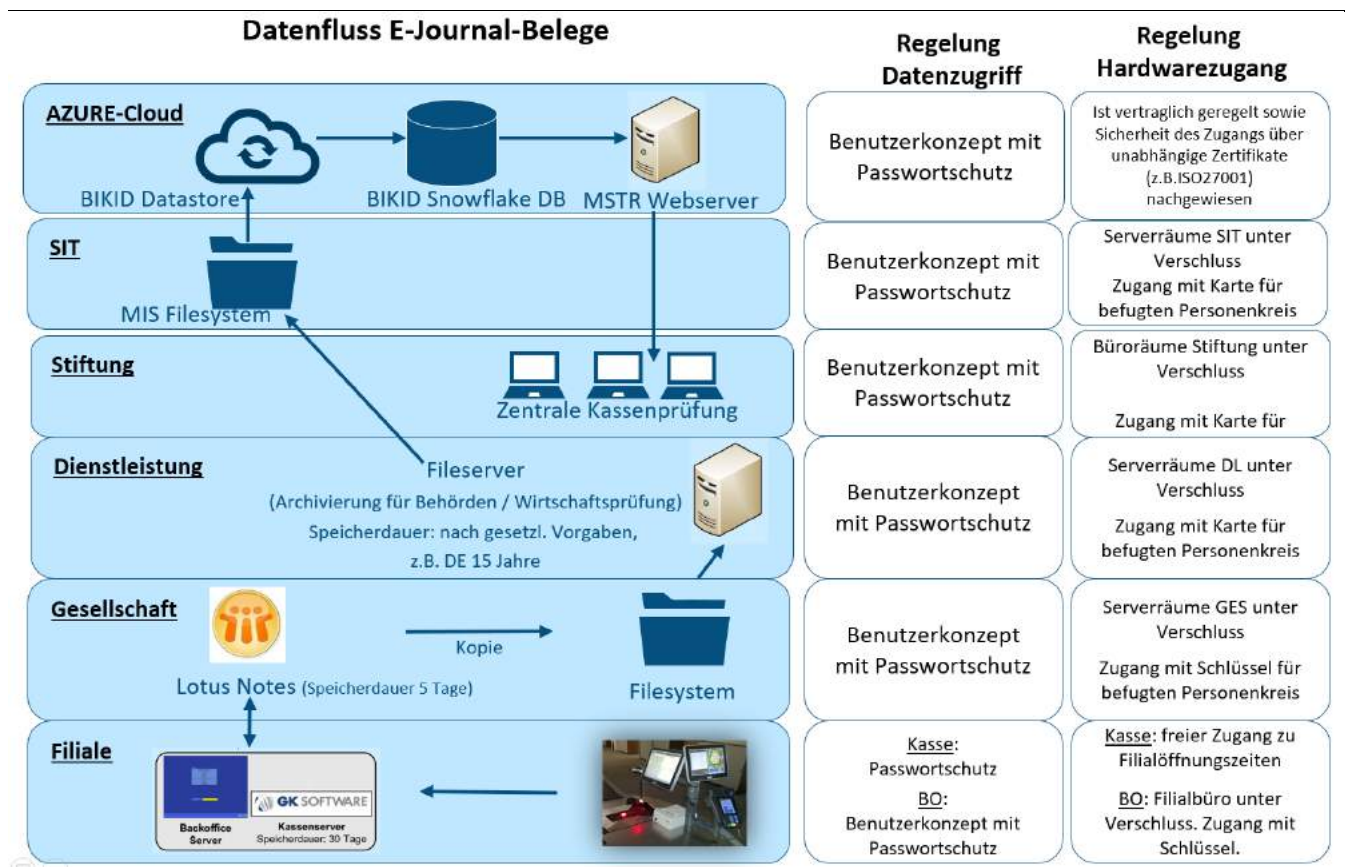 Datenfluss E-Journal-Belege
Regelung
Datenzugriff
Regelung
Hardwarezugang
AZURE-Cloud
BIKID Datastore
BIKID Snowflake DB
MSTR Webserver
Benutzerkonzept mit
Passwortschutz
Ist vertraglich geregelt sowie
Sicherheit des Zugangs über
unabhängige Zertifikate
(z.B.ISO27001)
nachgewiesen
SIT
MIS Filesystem
Benutzerkonzept mit
Passwortschutz
Serverräume SIT unter
Verschluss
Zugang mit Karte für
befugten Personenkreis
Stiftung
Zentrale Kassenprüfung
Benutzerkonzept mit
Passwortschutz
Büroräume Stiftung unter
Verschluss
Zugang mit Karte für
Dienstleistung
Fileserver
(Archivierung für Behörden / Wirtschaftsprüfung)
Speicherdauer: nach gesetzl. Vorgaben,
z.B. DE 15 Jahre
Benutzerkonzept
mit Passwortschutz
Serverräume DL unter
Verschluss
Zugang mit Karte für
befugten Personenkreis
Gesellschaft
Kopie
Lotus Notes (Speicherdauer 5 Tage)
Filesystem
Benutzerkonzept
mit Passwortschutz
Serverräume GES unter
Verschluss
Zugang mit Schlüssel für
befugten Personenkreis
Filiale
Backoffice
Server
GK SOFTWARE
Kassenserver
Speicherdauer: 30 Tage
Kasse:
Passwortschutz
BO:
Benutzerkonzept mit
Passwortschutz
Kasse: freier Zugang zu
Filialöffnungszeiten
BO: Filialbüro unter
Verschluss. Zugang mit
Schlüssel.